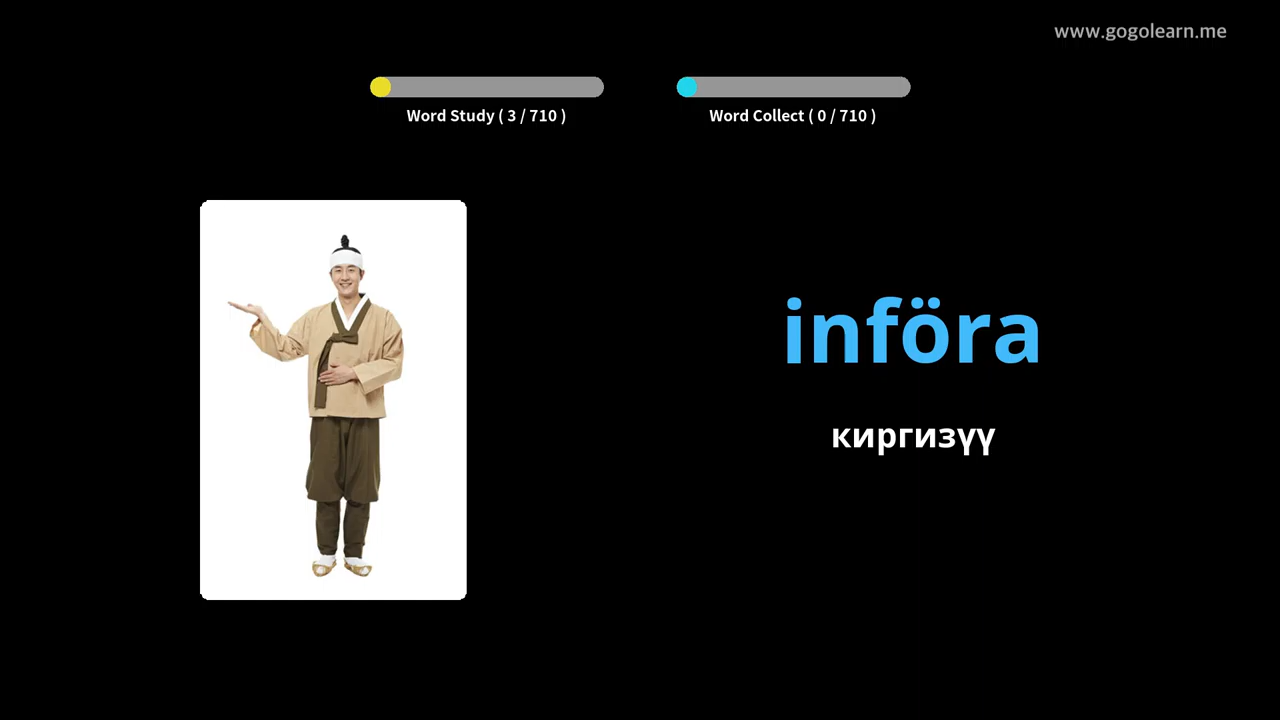 www.gogolearn.me
Word Study ( 3 / 710 )
Word Collect ( 0 / 710 )
införa
киргизүү